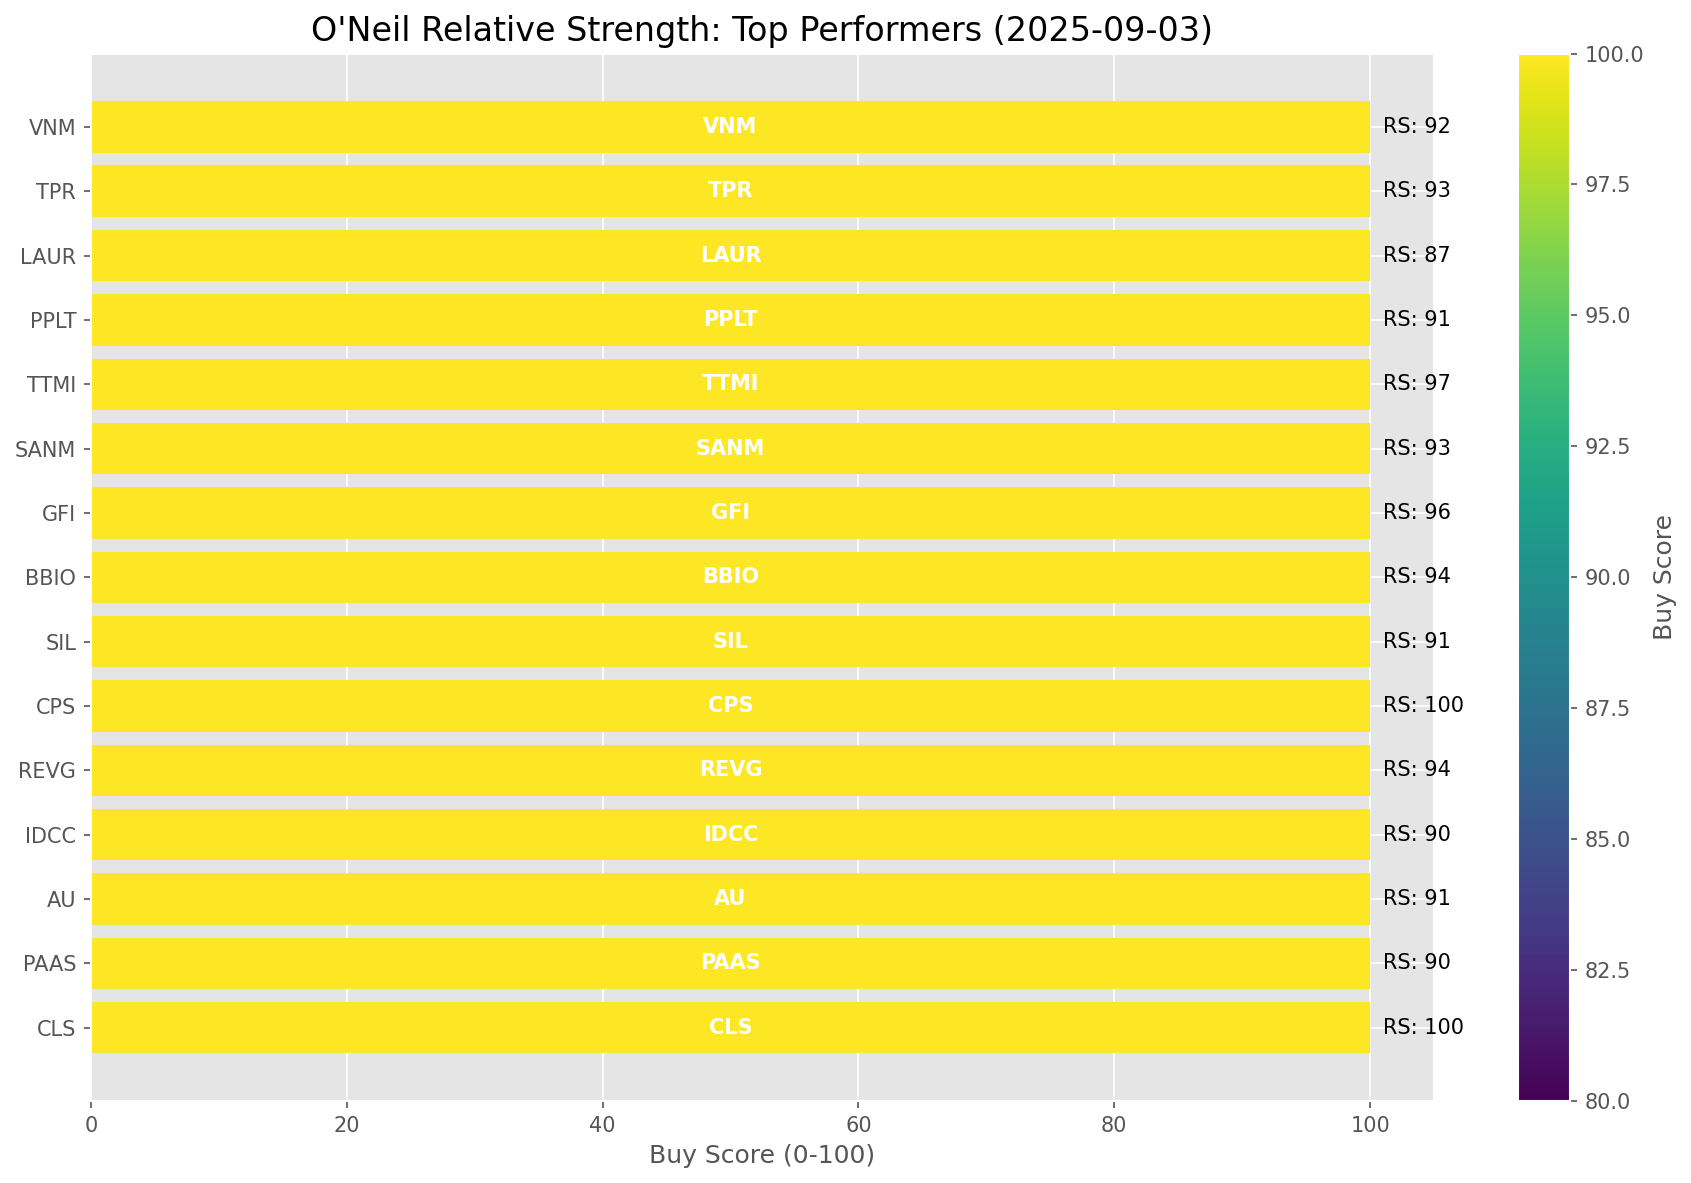 O'Neil Relative Strength: Top Performers (2025-09-03)
VNM VNM RS: 92
TPR TPR RS: 93
LAUR LAUR RS: 87
PPLT PPLT RS: 91
TTMI TTMI RS: 97
SANM SANM RS: 93
GFI GFI RS: 96
BBIO BBIO RS: 94
SIL SIL RS: 91
CPS CPS RS: 100
REVG REVG RS: 94
IDCC IDCC RS: 90
AU AU RS: 91
PAAS PAAS RS: 90
CLS CLS RS: 100
0 20 40 60 80 100
Buy Score (0-100)
100.0
97.5
95.0
92.5
90.0
87.5
85.0
82.5
80.0
Buy Score